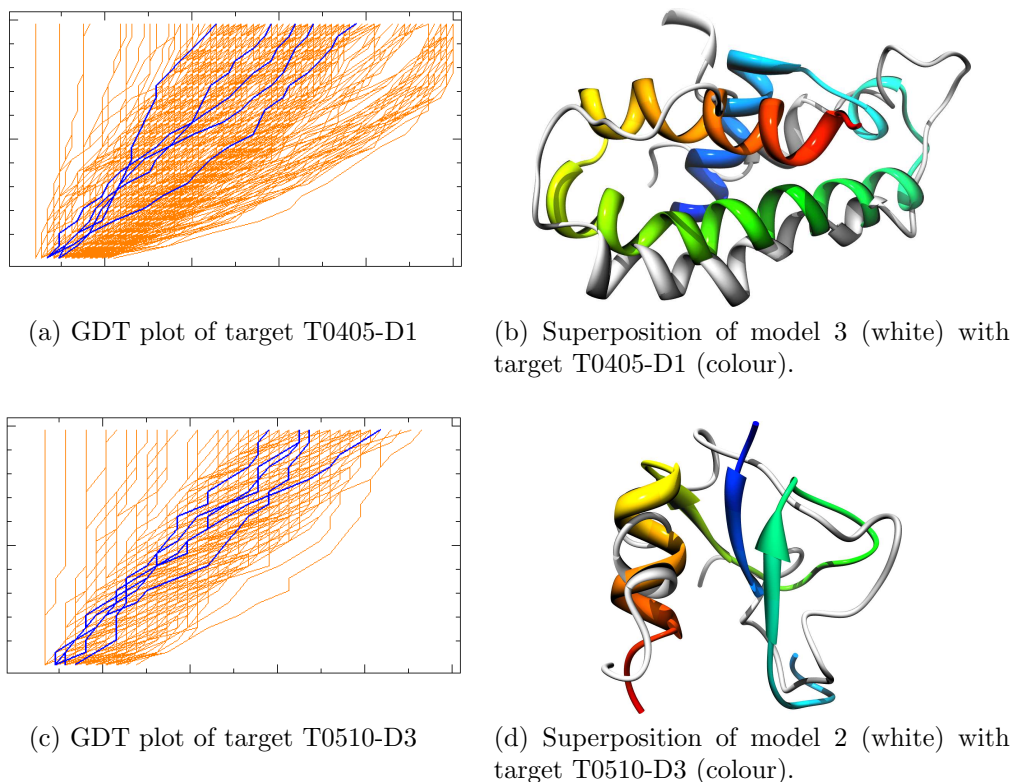 (a) GDT plot of target T0405-D1
(b) Superposition of model 3 (white) with
target T0405-D1 (colour).
(c) GDT plot of target T0510-D3
(d) Superposition of model 2 (white) with
target T0510-D3 (colour).